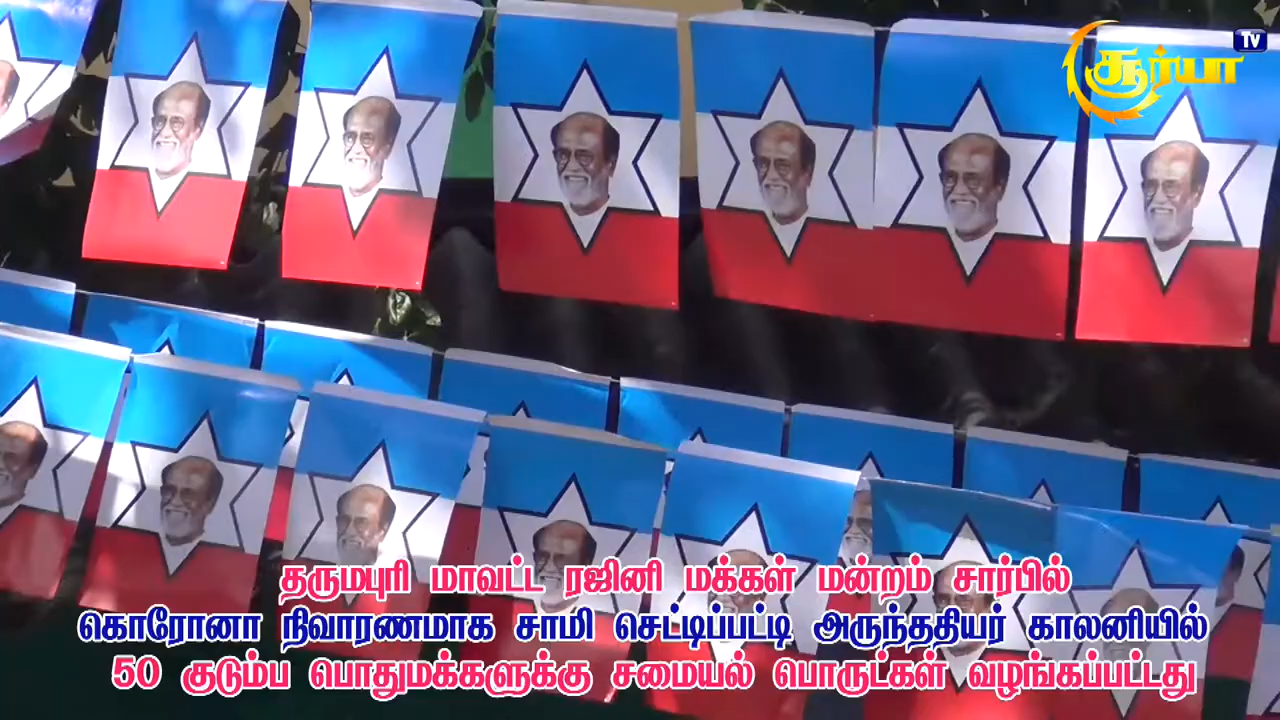 சூர்யா
Tv
தருமபுரி மாவட்ட ரஜினி மக்கள் மன்றம் சார்பில்
கொரோனா நிவாரணமாக சாமி செட்டிப்பட்டி அருந்ததியர் காலனியில்
50 குடும்ப பொதுமக்களுக்கு சமையல் பொருட்கள் வழங்கப்பட்டது